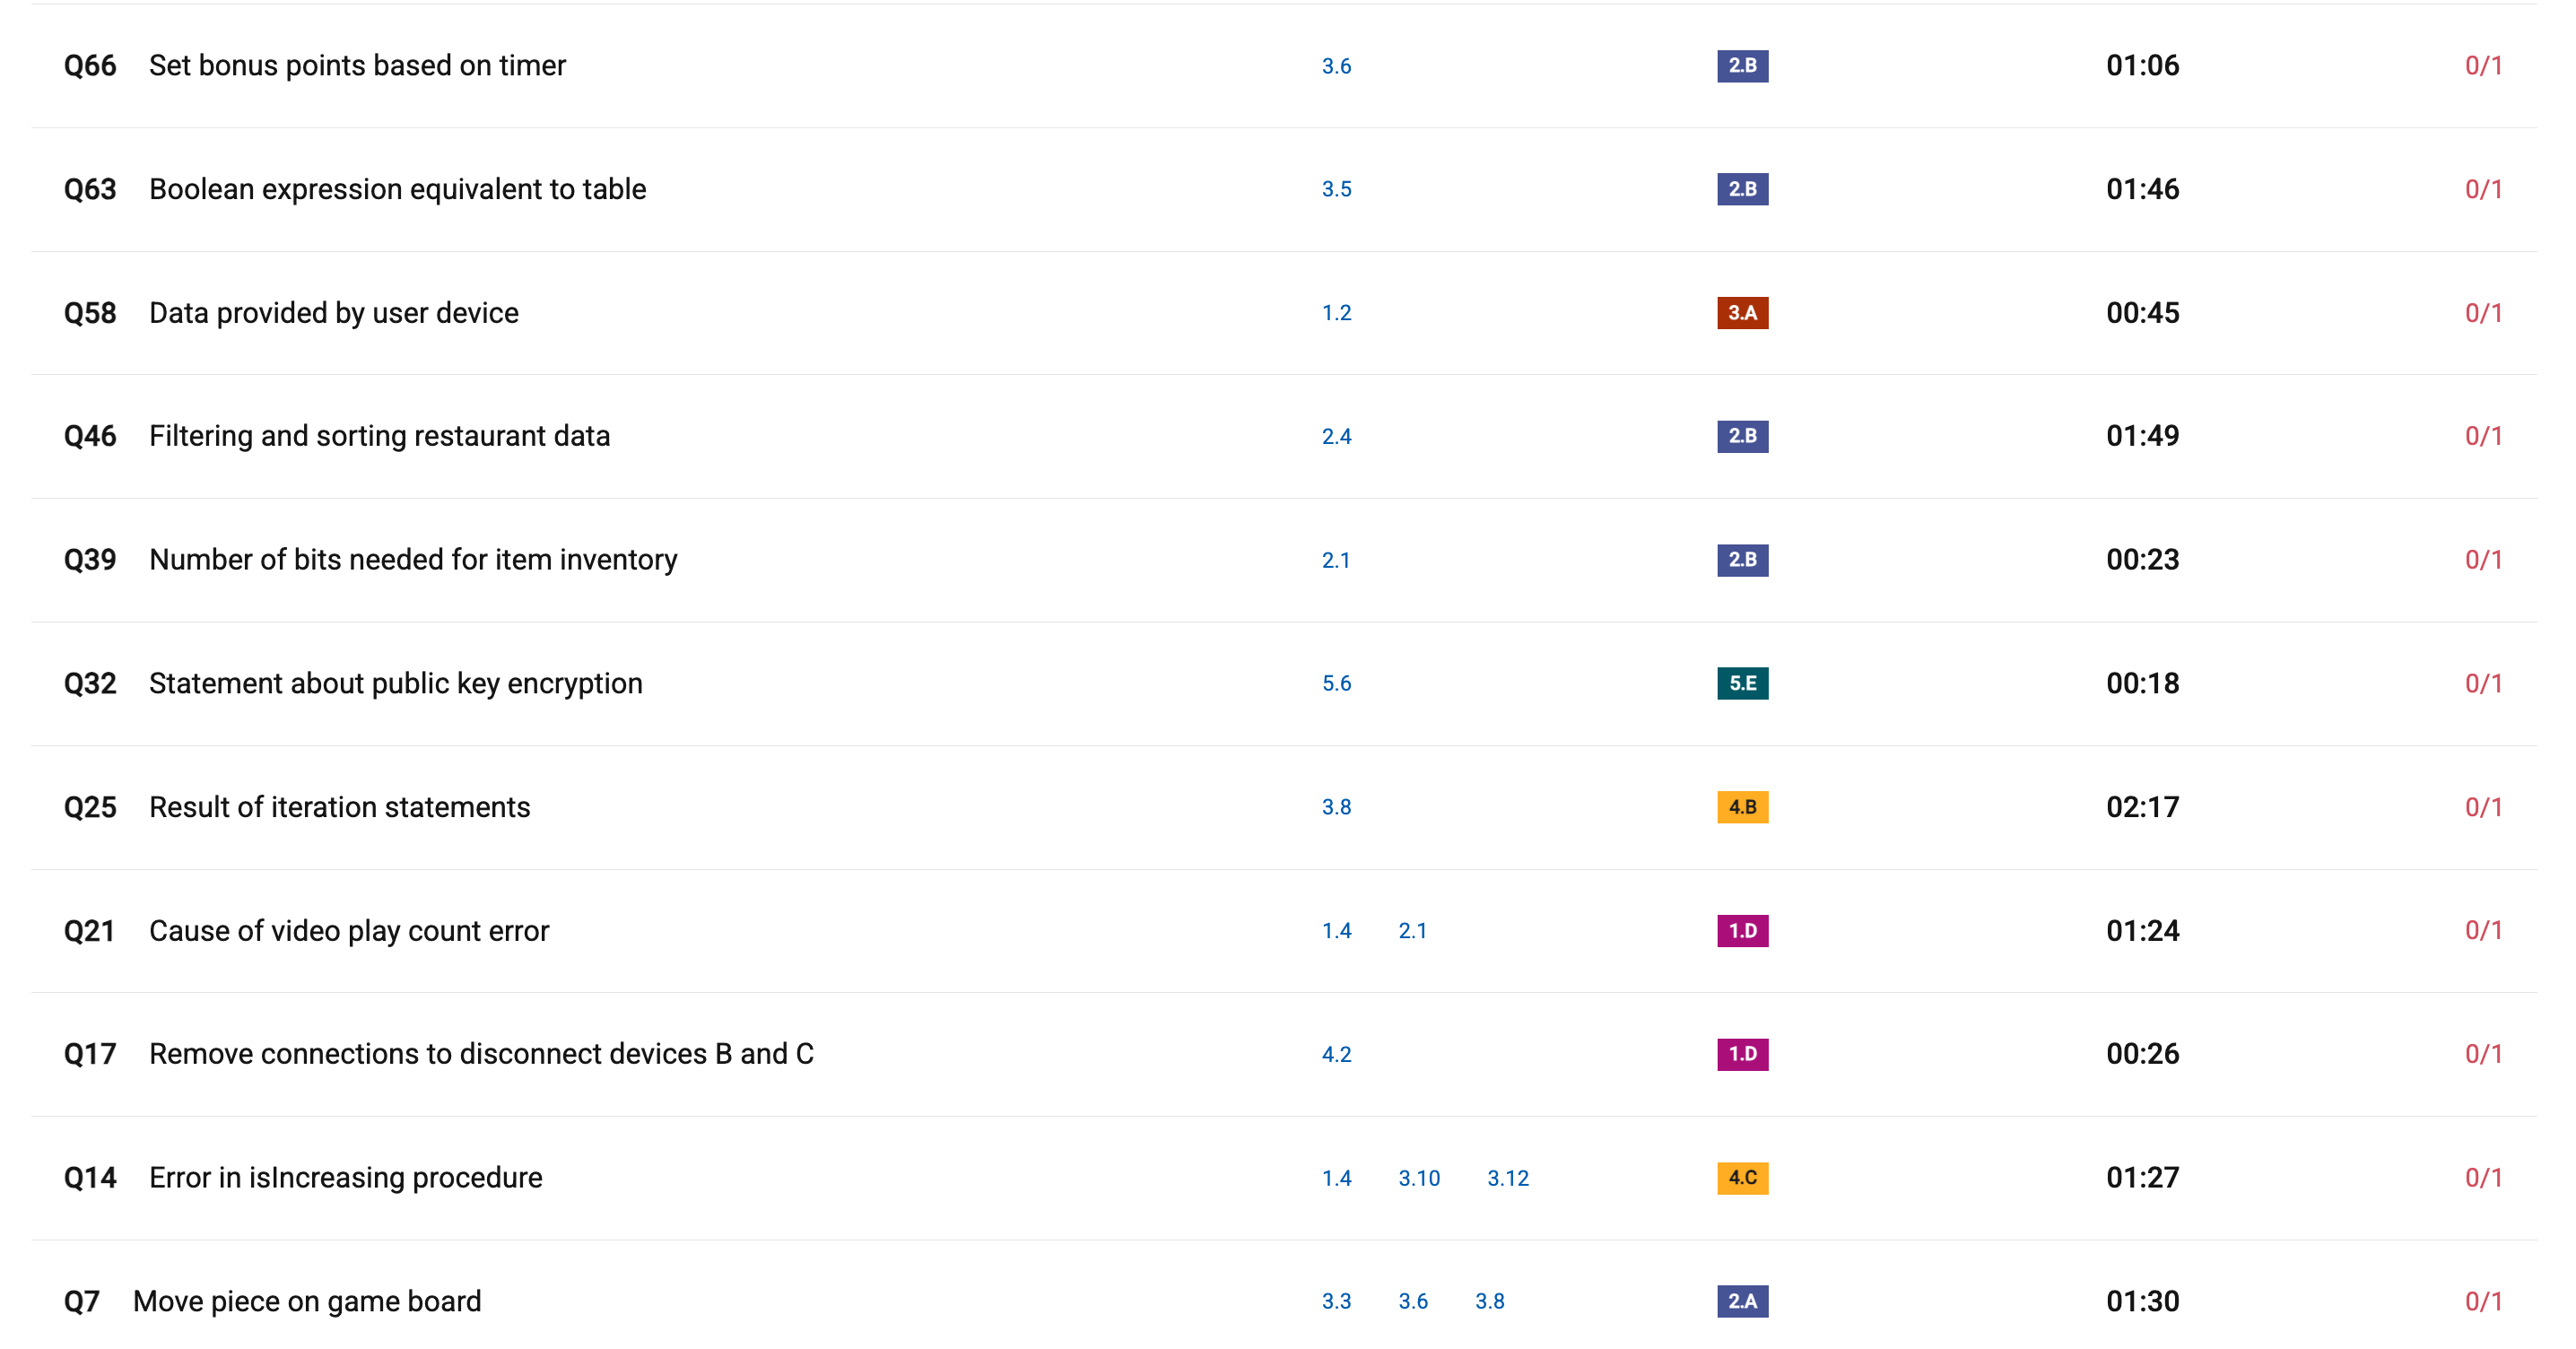 Q66 Set bonus points based on timer 3.6 2.B 01:06 0/1
Q63 Boolean expression equivalent to table 3.5 2.B 01:46 0/1
Q58 Data provided by user device 1.2 3.A 00:45 0/1
Q46 Filtering and sorting restaurant data 2.4 2.B 01:49 0/1
Q39 Number of bits needed for item inventory 2.1 2.B 00:23 0/1
Q32 Statement about public key encryption 5.6 5.E 00:18 0/1
Q25 Result of iteration statements 3.8 4.B 02:17 0/1
Q21 Cause of video play count error 1.4 2.1 1.D 01:24 0/1
Q17 Remove connections to disconnect devices B and C 4.2 1.D 00:26 0/1
Q14 Error in isIncreasing procedure 1.4 3.10 3.12 4.C 01:27 0/1
Q7 Move piece on game board 3.3 3.6 3.8 2.A 01:30 0/1